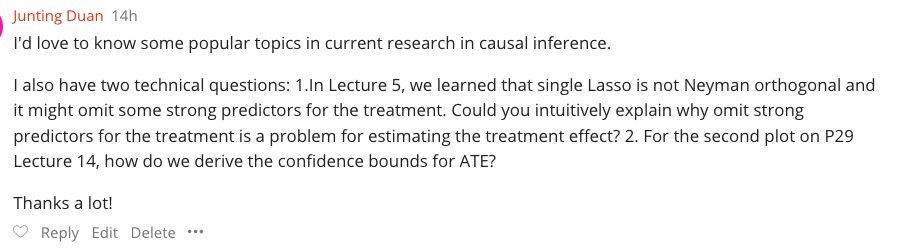 Junting Duan 14h
I'd love to know some popular topics in current research in causal inference.
I also have two technical questions: 1.In Lecture 5, we learned that single Lasso is not Neyman orthogonal and
it might omit some strong predictors for the treatment. Could you intuitively explain why omit strong
predictors for the treatment is a problem for estimating the treatment effect? 2. For the second plot on P29
Lecture 14, how do we derive the confidence bounds for ATE?
Thanks a lot!
Reply Edit Delete •••